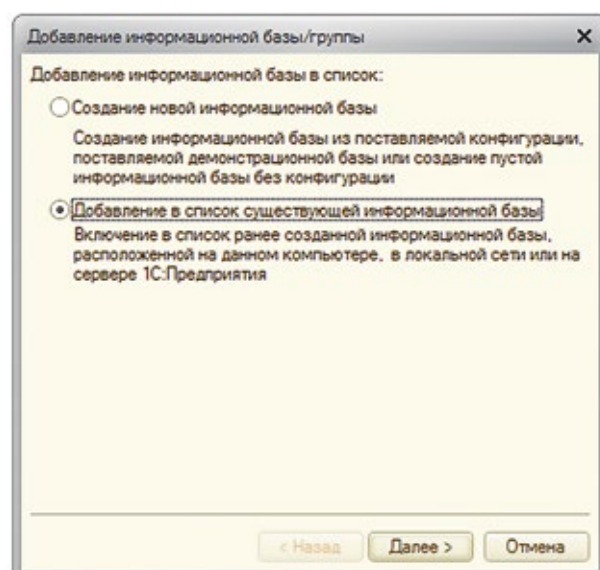 Добавление информационной базы/группы
Добавление информационной базы в список:
Создание новой информационной базы
Создание информационной базы из поставляемой конфигурации,
поставляемой демонстрационной базы или создание пустой
информационной базы без конфигурации
Добавление в список существующей информационной базы
Включение в список ранее созданной информационной базы,
расположенной на данном компьютере, в локальной сети или на
сервере 1С:Предприятия
< Назад Далее > Отмена